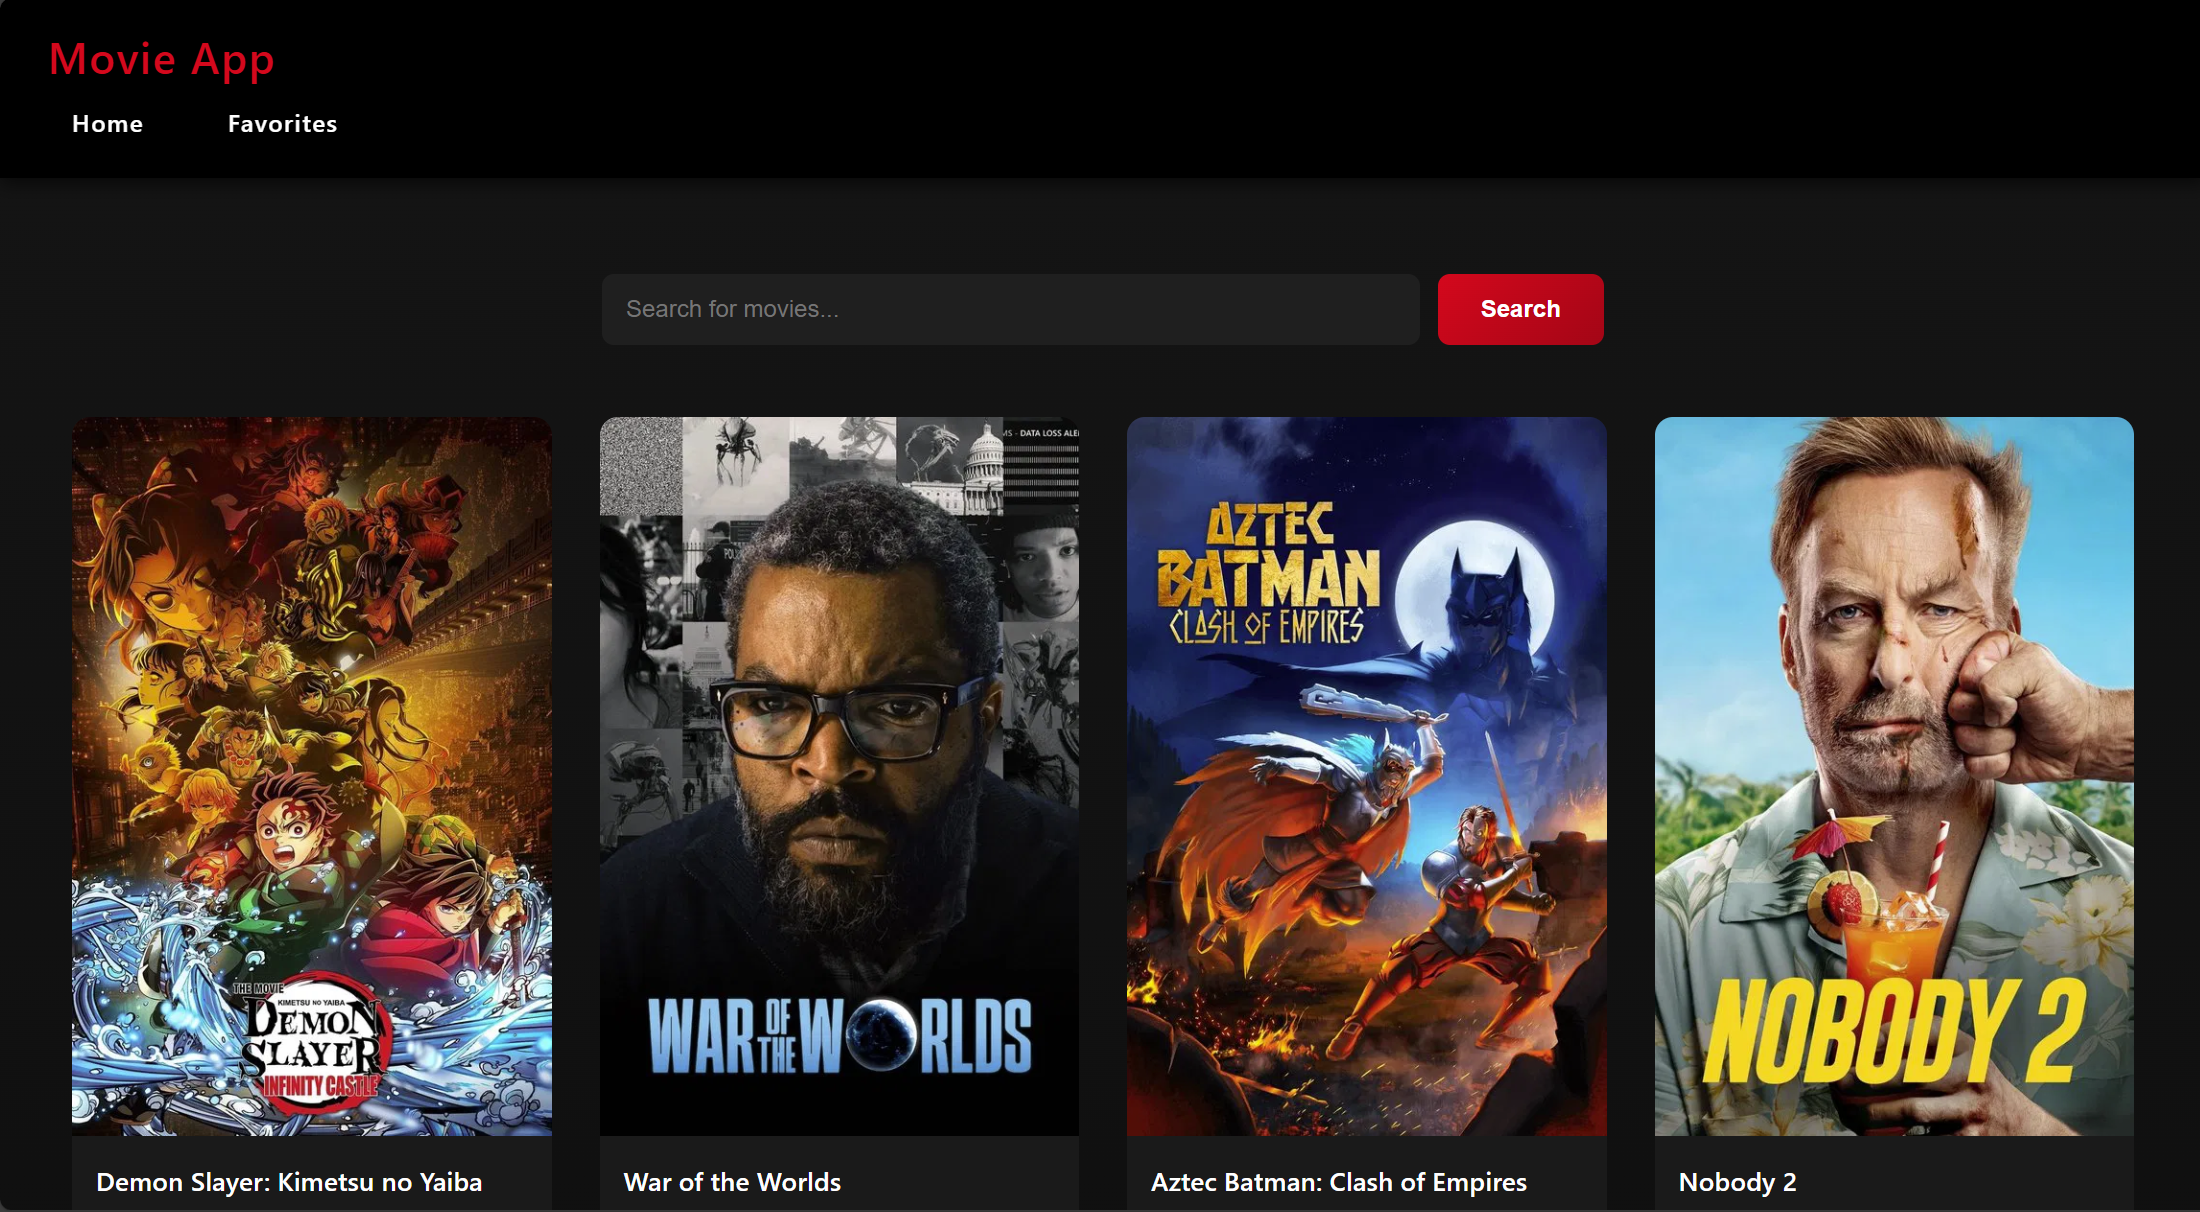 Movie App
Home
Favorites
Search for movies...
Search
MS - DATA LOSS ALE
AZTEC
BATMAN
CLASH OF EMPIRES
THE MOVIE
KIMETSU NO YAIBA
DEMON
SLAYER
INFINITY CASTLE
WAR OF THE WORLDS
NOBODY 2
Demon Slayer: Kimetsu no Yaiba
War of the Worlds
Aztec Batman: Clash of Empires
Nobody 2